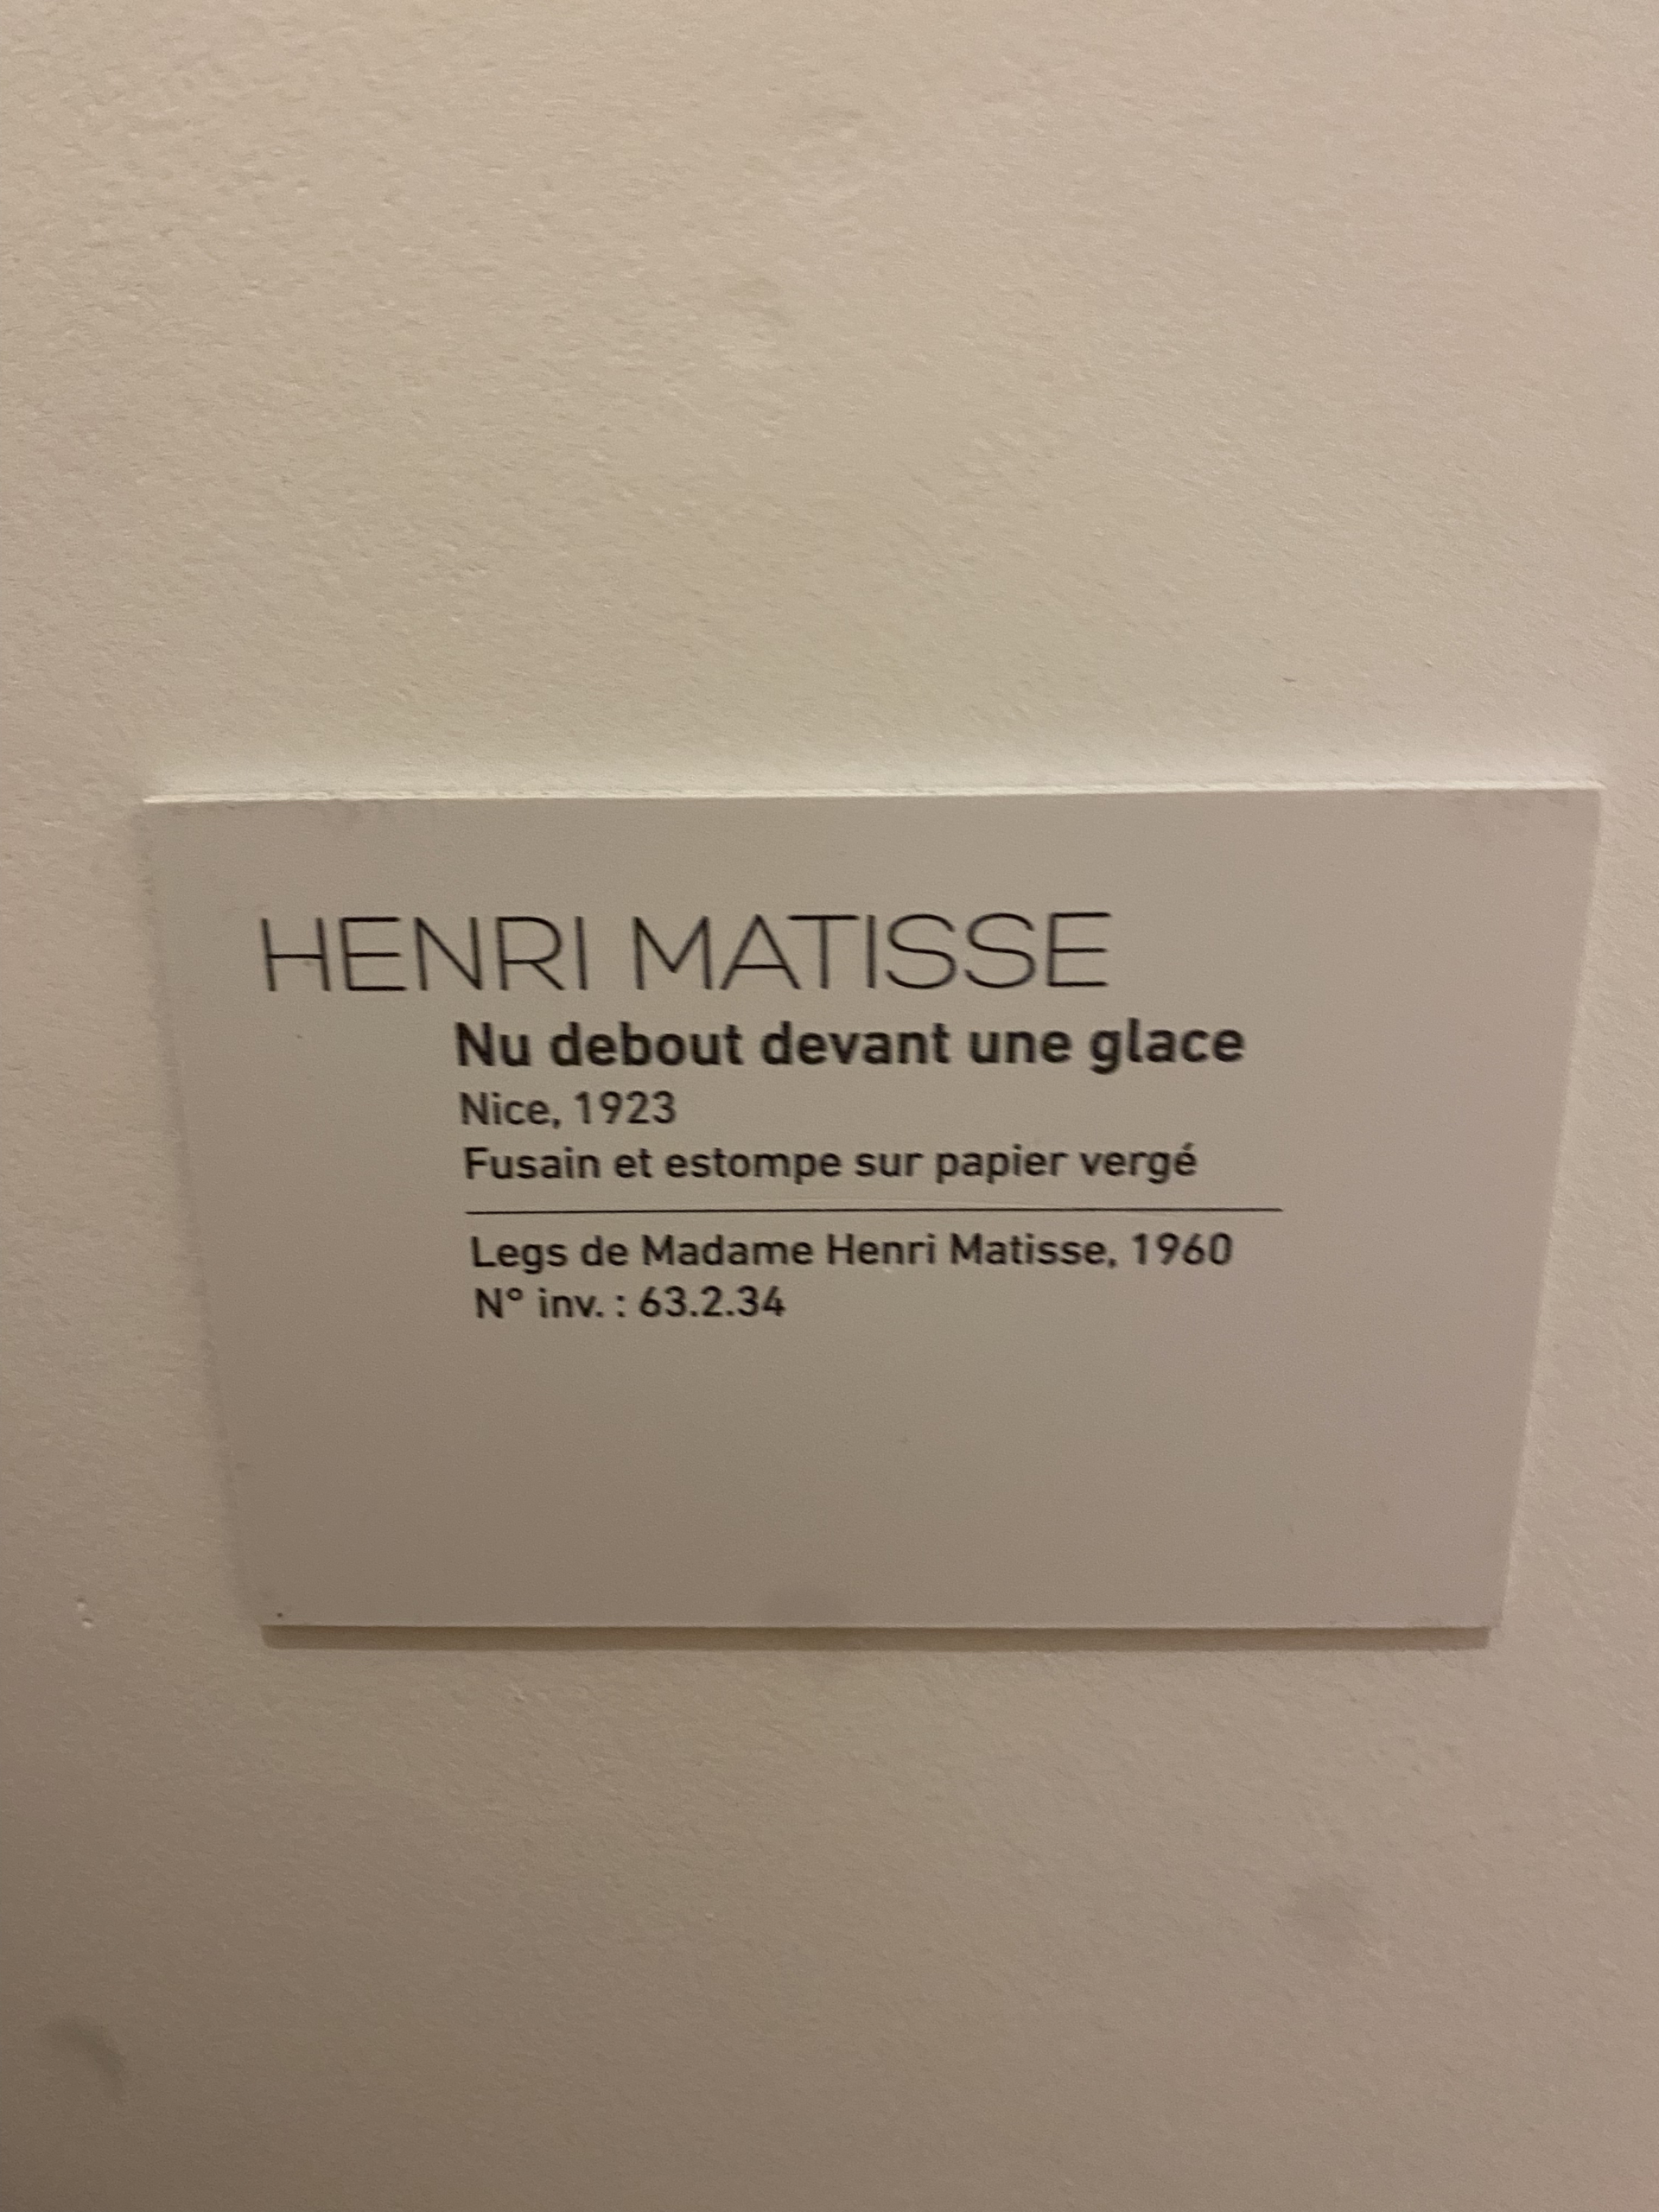 HENRI MATISSE
Nu debout devant une glace
Nice, 1923
Fusain et estompe sur papier vergé
Legs de Madame Henri Matisse, 1960
N° inv. : 63.2.34